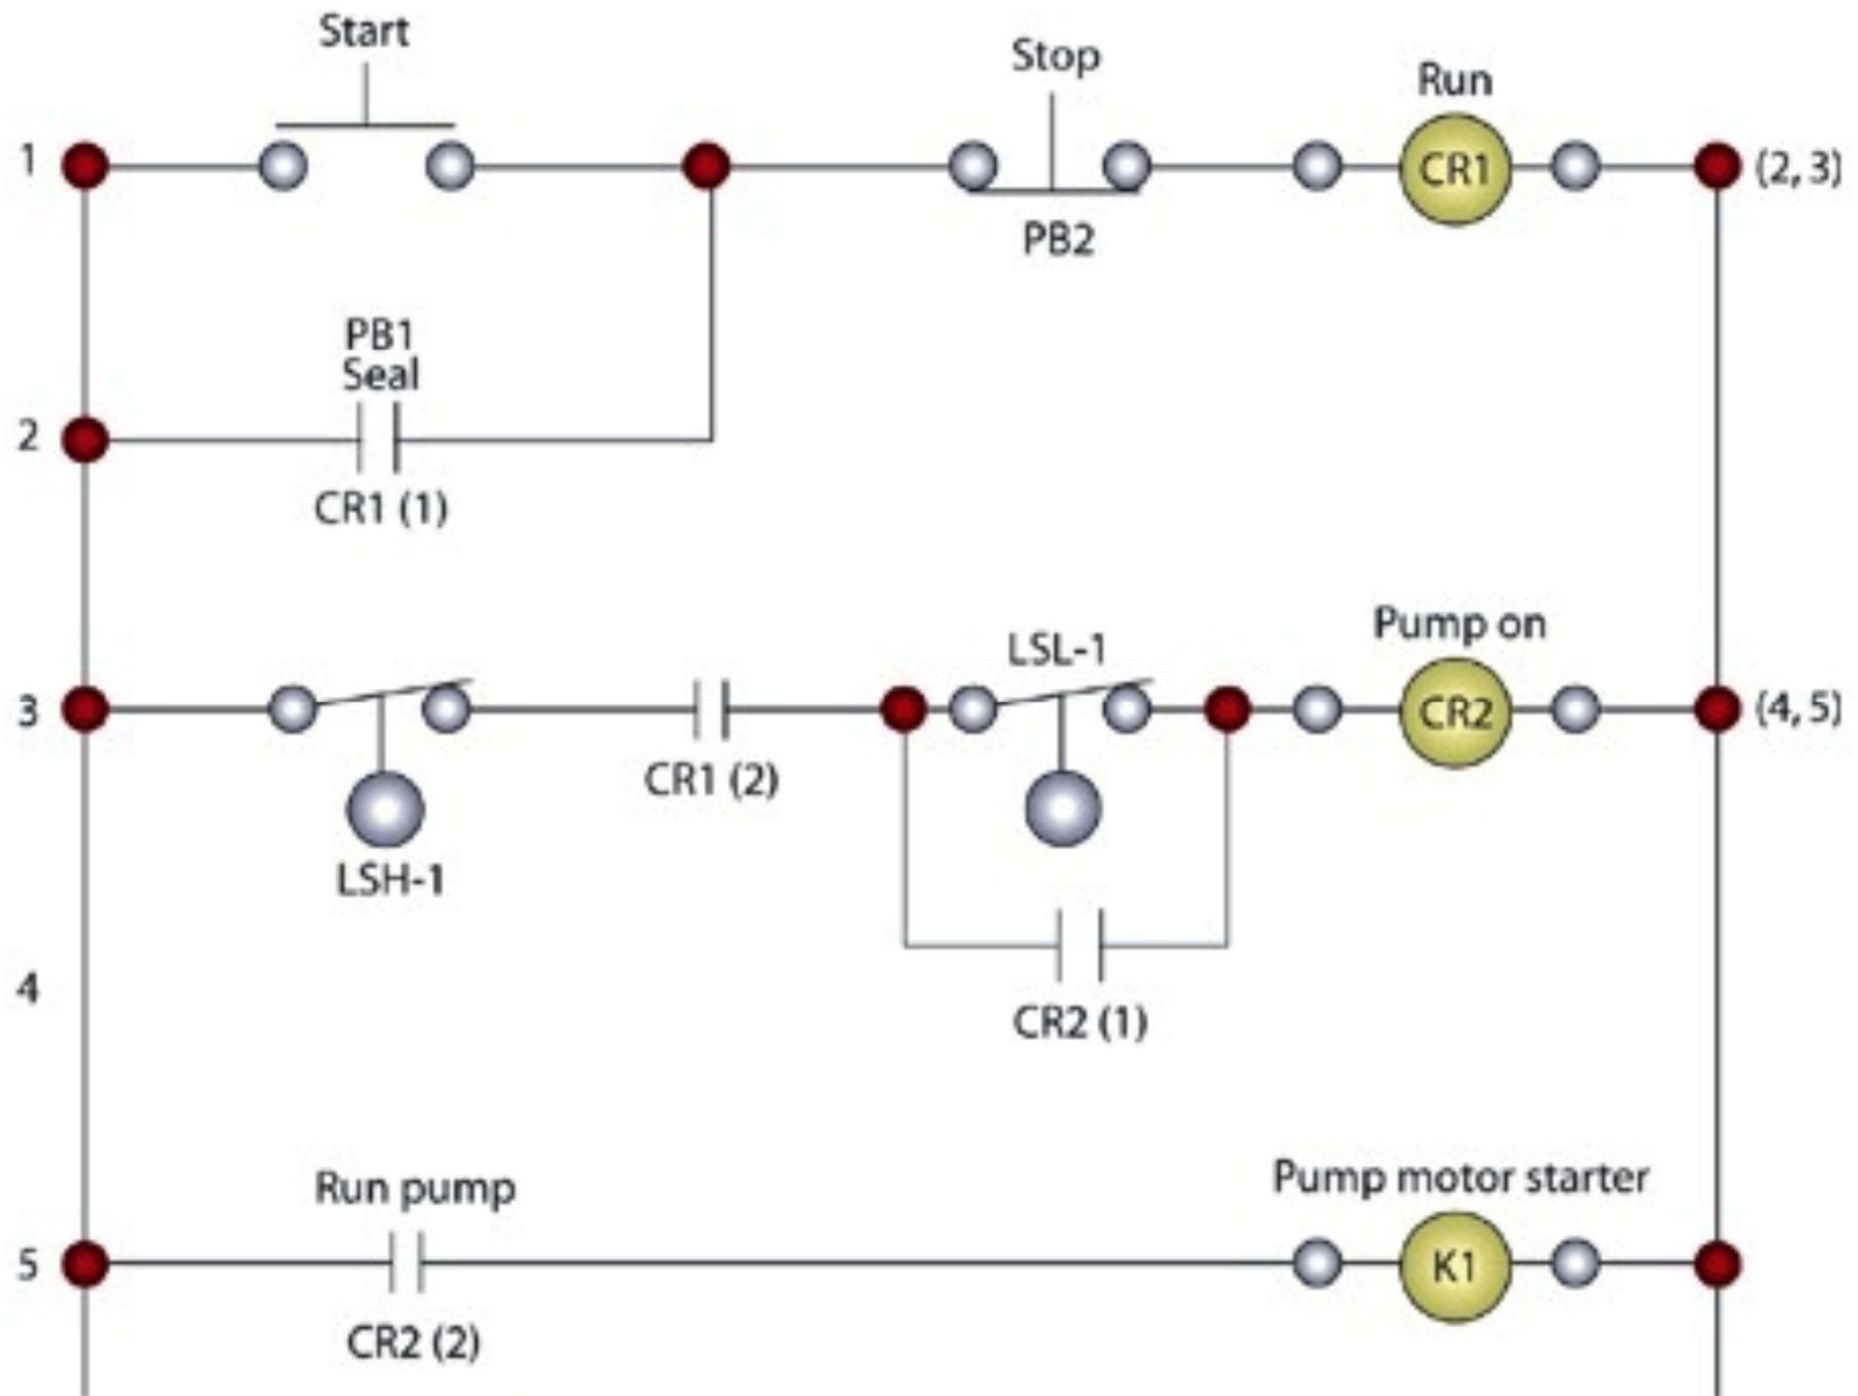 Start
Stop
Run
1
CR1
(2, 3)
PB2
PB1
Seal
2
CR1 (1)
Pump on
LSL-1
3
CR2
(4, 5)
CR1 (2)
LSH-1
4
CR2 (1)
Run pump
Pump motor starter
5
K1
CR2 (2)